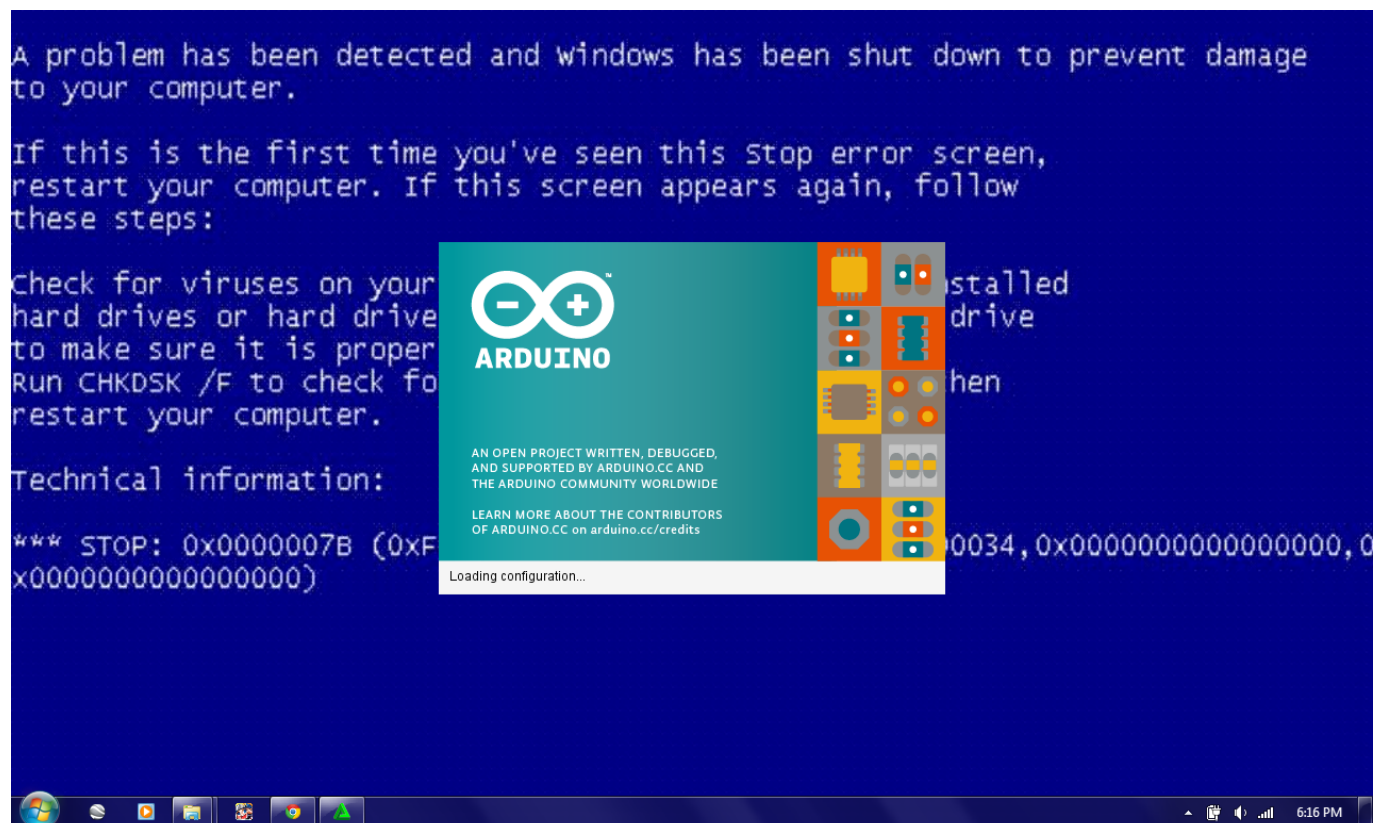 A problem has been detected and windows has been shut down to prevent damage
to your computer.
If this is the first time you've seen this Stop error screen,
restart your computer. If this screen appears again, follow
these steps:
Check for viruses on your stalled
hard drives or hard drive drive
to make sure it is proper
Run CHKDSK /F to check fo hen
restart your computer.
Technical information:
*** STOP: 0x0000007B (0xF 00034,0x0000000000000000,0
x0000000000000000)
ARDUINO
AN OPEN PROJECT WRITTEN, DEBUGGED,
AND SUPPORTED BY ARDUINO.CC AND
THE ARDUINO COMMUNITY WORLDWIDE
LEARN MORE ABOUT THE CONTRIBUTORS
OF ARDUINO.CC on arduino.cc/credits
Loading configuration...
6:16 PM